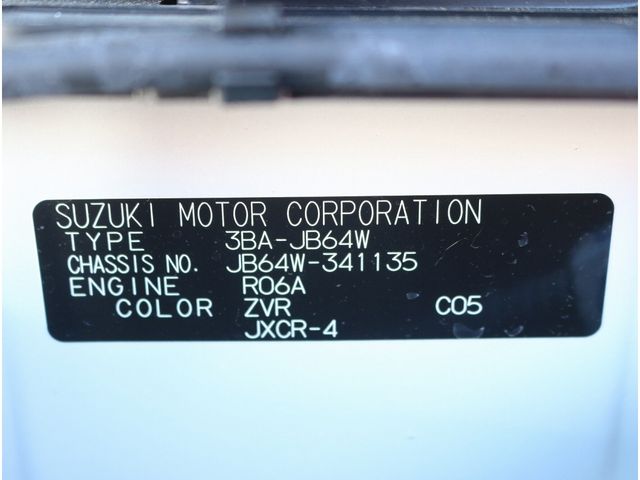 SUZUKI MOTOR CORPORATION
TYPE 3BA-JB64W
CHASSIS NO. JB64W-341135
ENGINE R06A
COLOR ZVR C05
JXCR-4